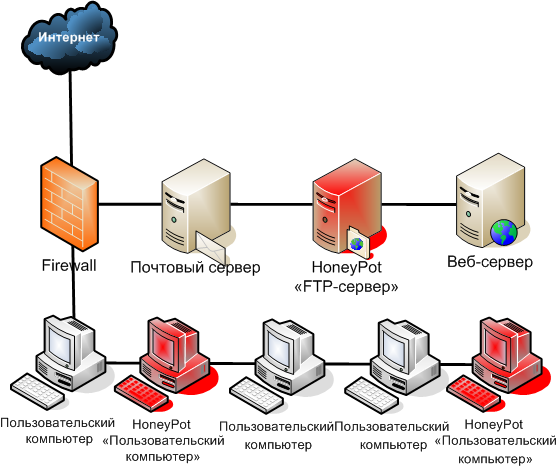 Интернет
Firewall
Почтовый сервер
HoneyPot
«FTP-сервер»
Веб-сервер
Пользовательский
компьютер
HoneyPot
«Пользовательский
компьютер»
Пользовательский
компьютер
Пользовательский
компьютер
HoneyPot
«Пользовательский
компьютер»